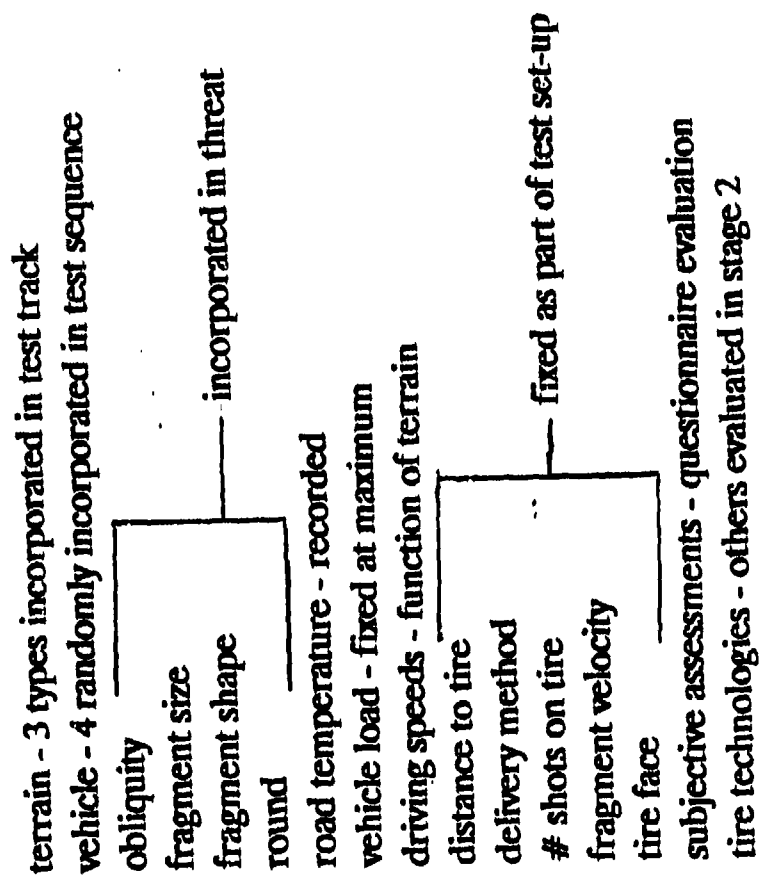 terrain - 3 types incorporated in test track
vehicle - 4 randomly incorporated in test sequence
obliquity
fragment size
fragment shape
round
incorporated in threat
road temperature - recorded
vehicle load - fixed at maximum
driving speeds - function of terrain
distance to tire
delivery method
# shots on tire
fragment velocity
tire face
fixed as part of test set-up
subjective assessments - questionnaire evaluation
tire technologies - others evaluated in stage 2